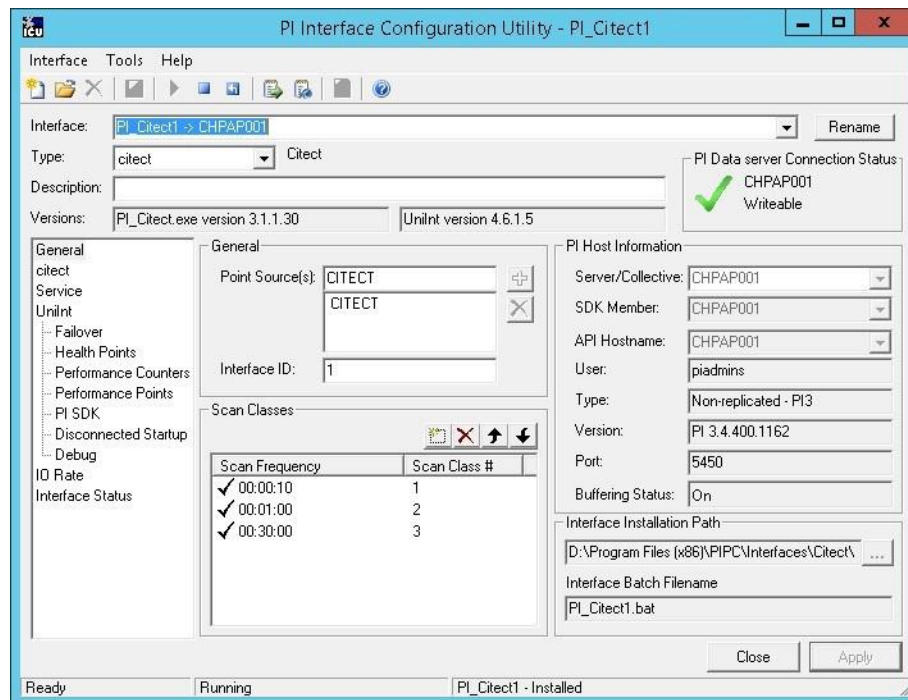 PI Interface Configuration Utility - PI_Citect1
Interface Tools Help
Interface: PI_Citect1 -> CHPAP001 Rename
Type: citect Citect
Description:
Versions: PI_Citect.exe version 3.1.1.30 UniInt version 4.6.1.5
PI Data server Connection Status
CHPAP001
Writeable
General
citect
Service
UniInt
Failover
Health Points
Performance Counters
Performance Points
PI SDK
Disconnected Startup
Debug
IO Rate
Interface Status
General
Point Source(s): CITECT
CITECT
Interface ID: 1
Scan Classes
Scan Frequency Scan Class #
00:00:10 1
00:01:00 2
00:30:00 3
PI Host Information
Server/Collective: CHPAP001
SDK Member: CHPAP001
API Hostname: CHPAP001
User: piadmins
Type: Non-replicated - PI3
Version: PI 3.4.400.1162
Port: 5450
Buffering Status: On
Interface Installation Path
D:\Program Files (x86)\PIPC\Interfaces\Citect\ ...
Interface Batch Filename
PI_Citect1.bat
Close Apply
Ready Running PI_Citect1 - Installed